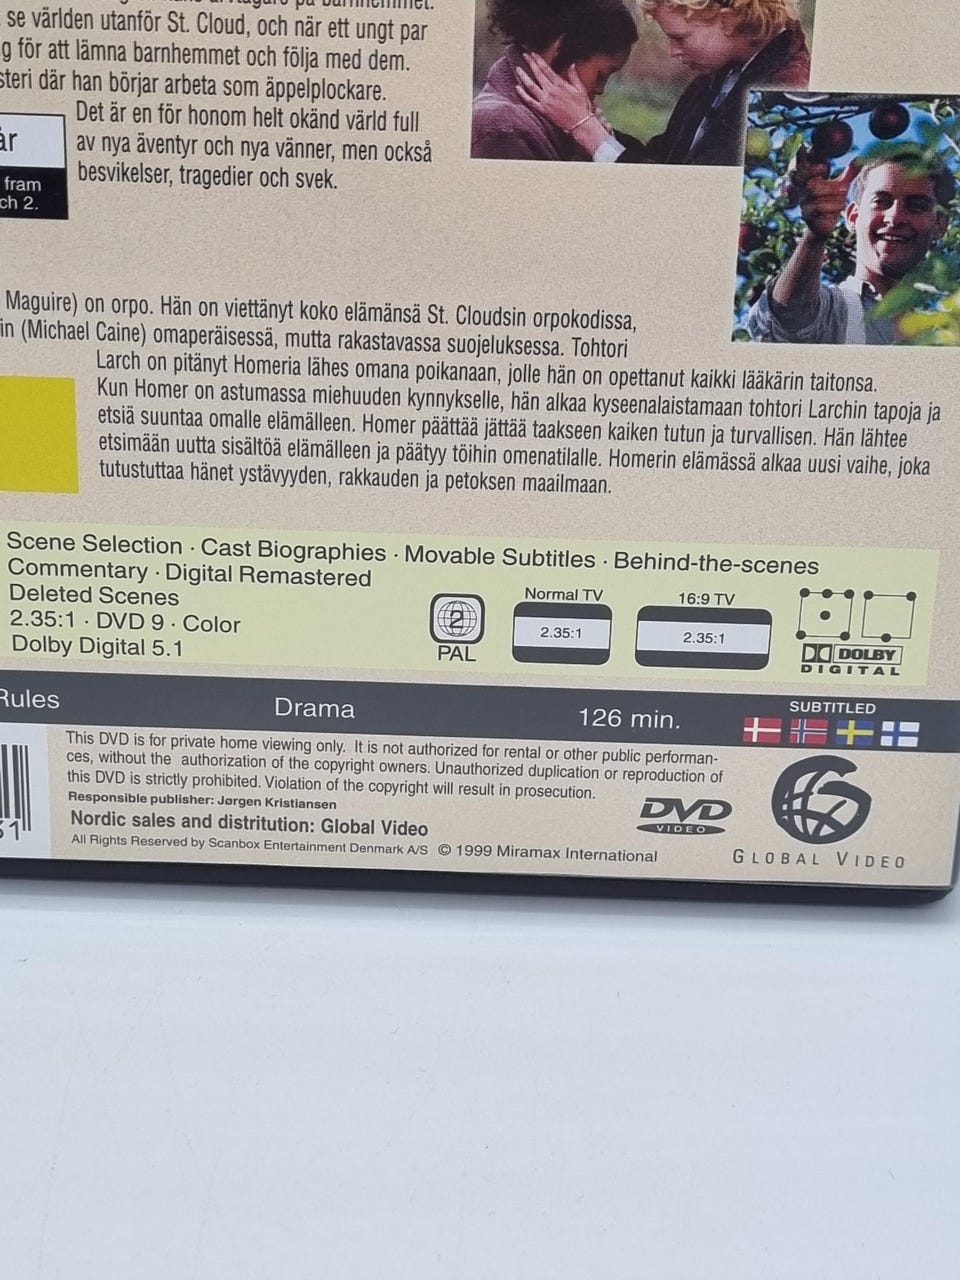 på barnhemmet.
se världen utanför St. Cloud, och när ett ungt par
g för att lämna barnhemmet och följa med dem.
steri där han börjar arbeta som äppelplockare.
Det är en för honom helt okänd värld full
av nya äventyr och nya vänner, men också
besvikelser, tragedier och svek.
år
fram
ch 2.
Maguire) on orpo. Hän on viettänyt koko elämänsä St. Cloudsin orpokodissa,
in (Michael Caine) omaperäisessä, mutta rakastavassa suojeluksessa. Tohtori
Larch on pitänyt Homeria lähes omana poikanaan, jolle hän on opettanut kaikki lääkärin taitonsa.
Kun Homer on astumassa miehuuden kynnykselle, hän alkaa kyseenalaistamaan tohtori Larchin tapoja ja
etsiä suuntaa omalle elämälleen. Homer päättää jättää taakseen kaiken tutun ja turvallisen. Hän lähtee
etsimään uutta sisältöä elämälleen ja päätyy töihin omenatilalle. Homerin elämässä alkaa uusi vaihe, joka
tutustuttaa hänet ystävyyden, rakkauden ja petoksen maailmaan.
Scene Selection · Cast Biographies · Movable Subtitles · Behind-the-scenes
Commentary · Digital Remastered
Deleted Scenes
2.35:1 · DVD 9 · Color
Dolby Digital 5.1
2
PAL
Normal TV
2.35:1
16:9 TV
2.35:1
DOLBY
DIGITAL
Rules
Drama
126 min.
SUBTITLED
This DVD is for private home viewing only. It is not authorized for rental or other public performan-
ces, without the authorization of the copyright owners. Unauthorized duplication or reproduction of
this DVD is strictly prohibited. Violation of the copyright will result in prosecution.
Responsible publisher: Jørgen Kristiansen
Nordic sales and distritution: Global Video
All Rights Reserved by Scanbox Entertainment Denmark A/S © 1999 Miramax International
DVD
VIDEO
GLOBAL VIDEO
31